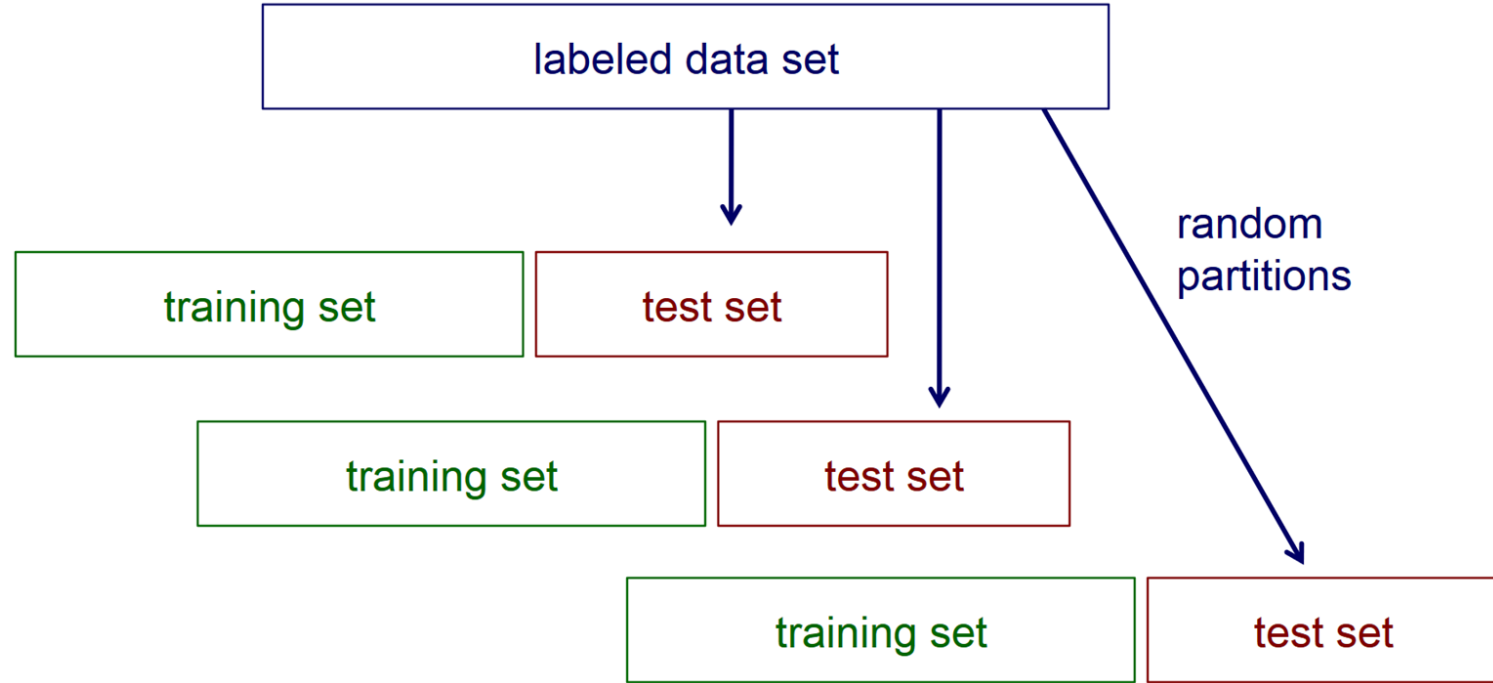 labeled data set
random
partitions
training set
test set
training set
test set
training set
test set